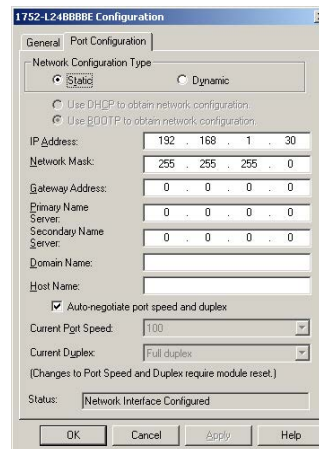 1752-L24BBBBE Configuration
General Port Configuration
Network Configuration Type
Static Dynamic
Use DHCP to obtain network configuration.
Use BOOTP to obtain network configuration.
IP Address: 192 . 168 . 1 . 30
Network Mask: 255 . 255 . 255 . 0
Gateway Address: 0 . 0 . 0 . 0
Primary Name Server: 0 . 0 . 0 . 0
Secondary Name Server: 0 . 0 . 0 . 0
Domain Name:
Host Name:
Auto-negotiate port speed and duplex
Current Port Speed: 100
Current Duplex: Full duplex
(Changes to Port Speed and Duplex require module reset.)
Status: Network Interface Configured
OK Cancel Apply Help